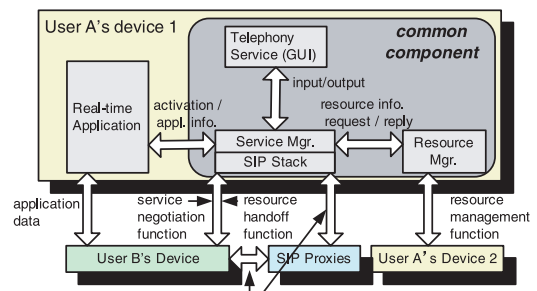 User A's device 1
common
component
Telephony
Service (GUI)
input/output
Real-time
Application
activation /
appl. info.
resource info.
request / reply
Service Mgr.
SIP Stack
Resource
Mgr.
application
data
service
negotiation
function
resource
handoff
function
resource
management
function
User B's Device
SIP Proxies
User A's Device 2